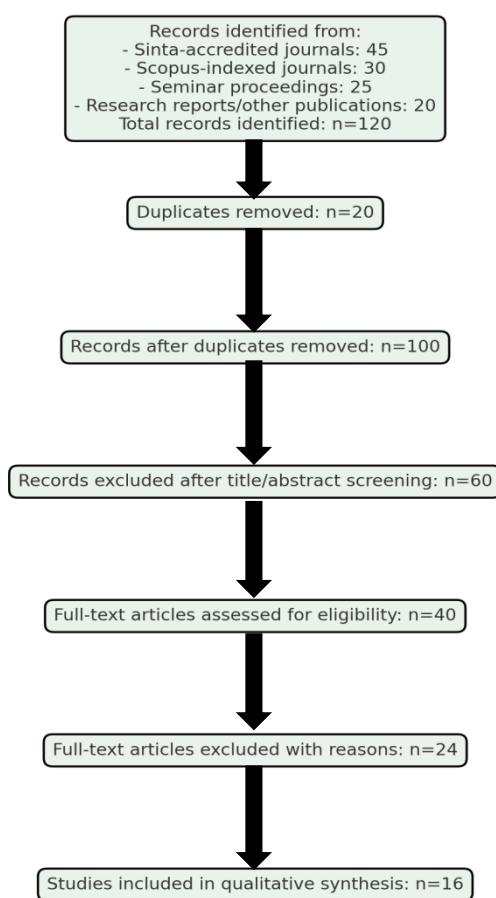 Records identified from:
- Sinta-accredited journals: 45
- Scopus-indexed journals: 30
- Seminar proceedings: 25
- Research reports/other publications: 20
Total records identified: n=120
Duplicates removed: n=20
Records after duplicates removed: n=100
Records excluded after title/abstract screening: n=60
Full-text articles assessed for eligibility: n=40
Full-text articles excluded with reasons: n=24
Studies included in qualitative synthesis: n=16